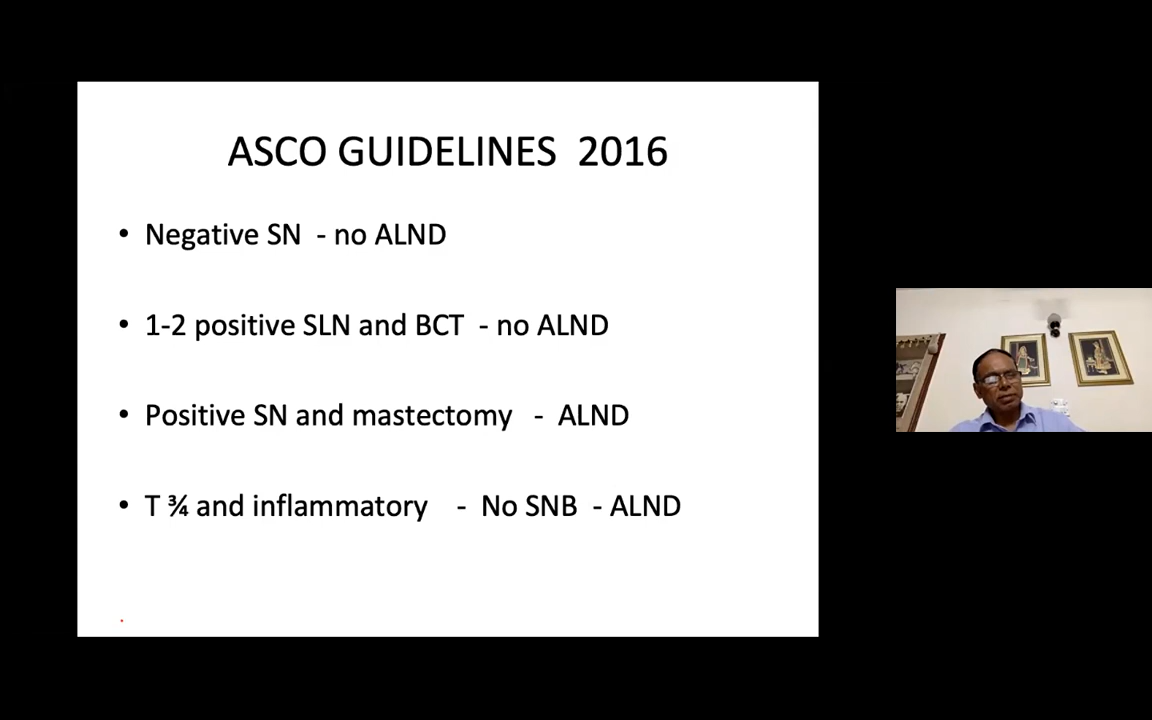 ASCO GUIDELINES 2016
• Negative SN - no ALND
• 1-2 positive SLN and BCT - no ALND
• Positive SN and mastectomy - ALND
• T ¾ and inflammatory - No SNB - ALND